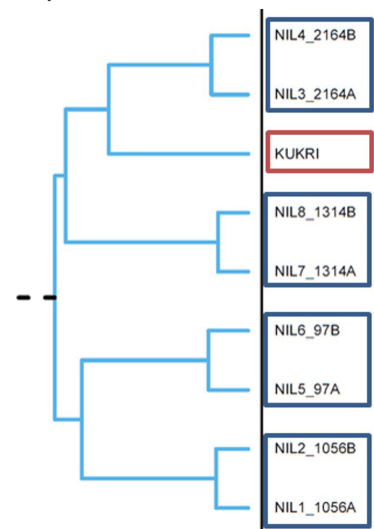 NIL4_2164B
NIL3_2164A
KUKRI
NIL8_1314B
NIL7_1314A
NIL6_97B
NIL5_97A
NIL2_1056B
NIL1_1056A